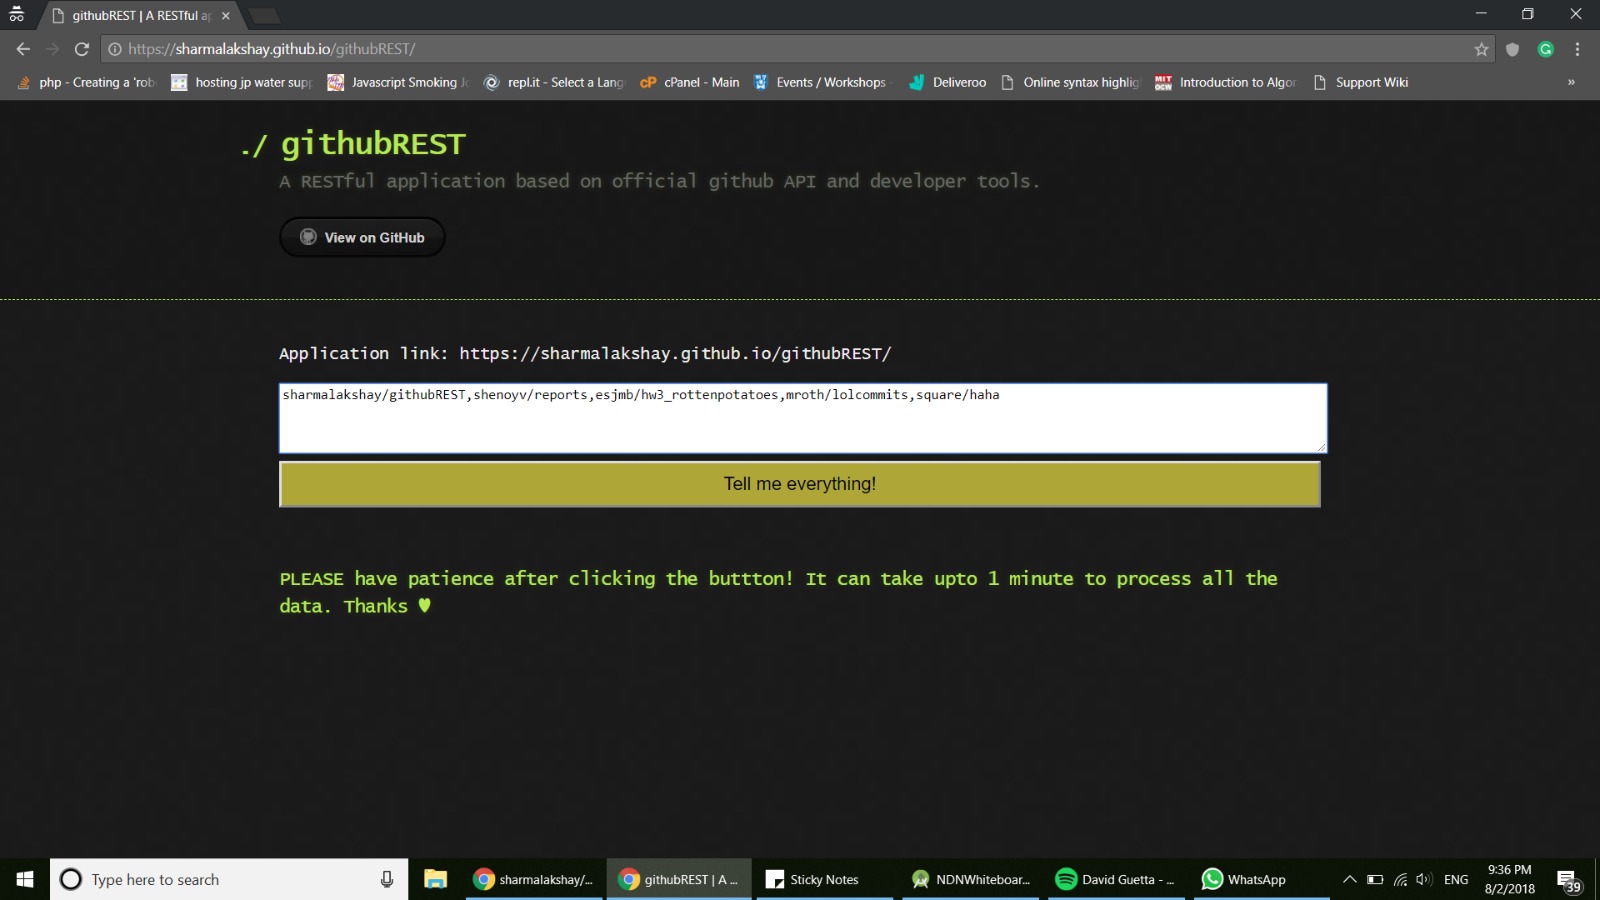 githubREST | A RESTful ap
https://sharmalakshay.github.io/githubREST/
php - Creating a 'rob
hosting jp water supp
Javascript Smoking Jo
repl.it - Select a Lang
cP cPanel - Main
Events / Workshops -
Deliveroo
Online syntax highlig
MIT OCW Introduction to Algor
Support Wiki
»
./ githubREST
A RESTful application based on official github API and developer tools.
View on GitHub
Application link: https://sharmalakshay.github.io/githubREST/
sharmalakshay/githubREST,shenoyv/reports,esjmb/hw3_rottenpotatoes,mroth/lolcommits,square/haha
Tell me everything!
PLEASE have patience after clicking the buttton! It can take upto 1 minute to process all the
data. Thanks ♥
Type here to search
sharmalakshay/...
githubREST | A ...
Sticky Notes
NDNWhiteboar...
David Guetta - ...
WhatsApp
ENG
9:36 PM
8/2/2018
39